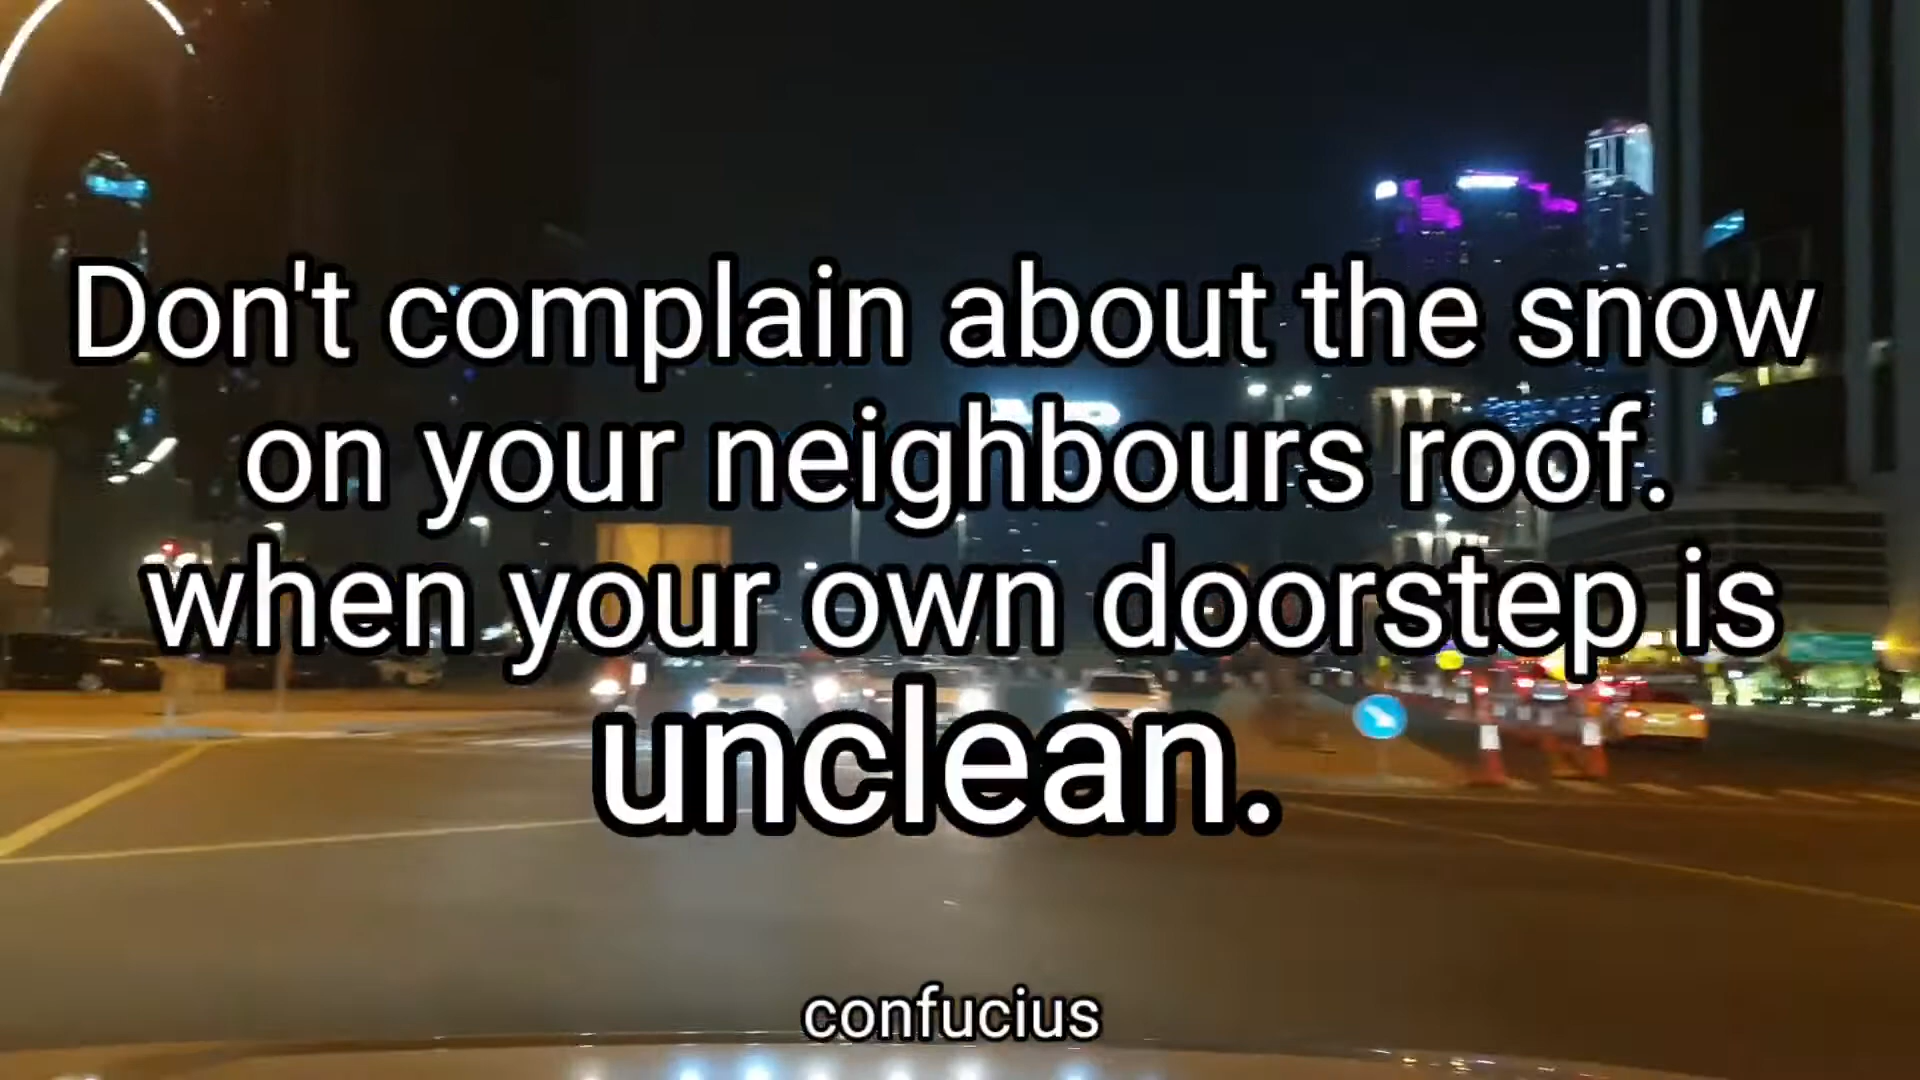 Don't complain about the snow
on your neighbours roof.
when your own doorstep is
unclean.
confucius